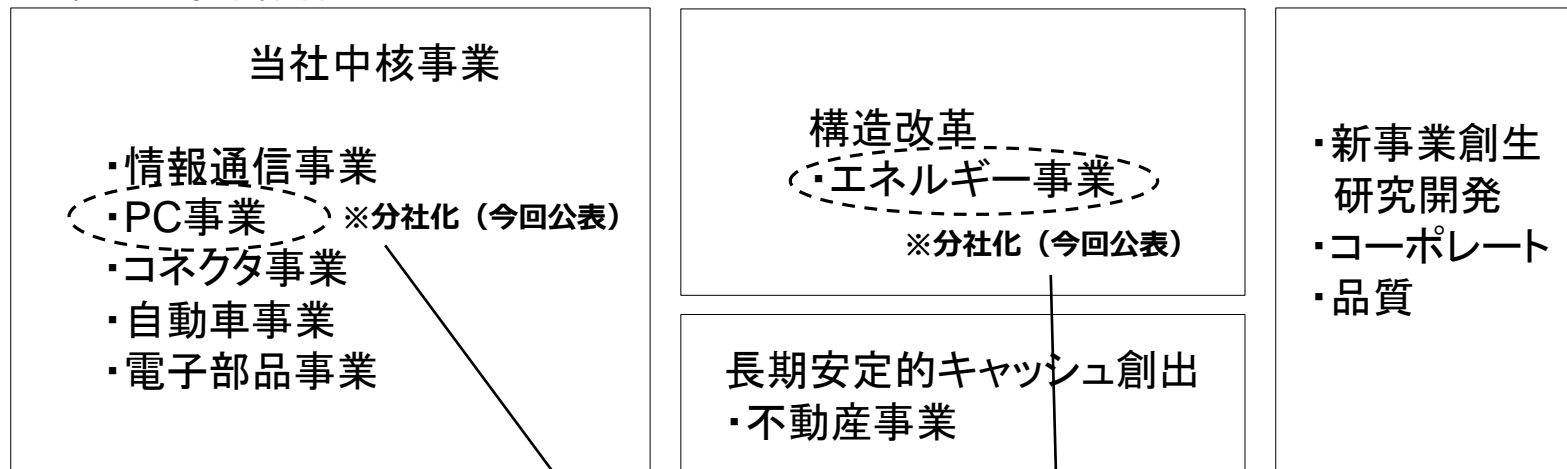 当社中核事業
・情報通信事業
・PC事業 ※分社化（今回公表）
・コネクタ事業
・自動車事業
・電子部品事業
構造改革
・エネルギー事業
※分社化（今回公表）
長期安定的キャッシュ創出
・不動産事業
・新事業創生
研究開発
・コーポレート
・品質